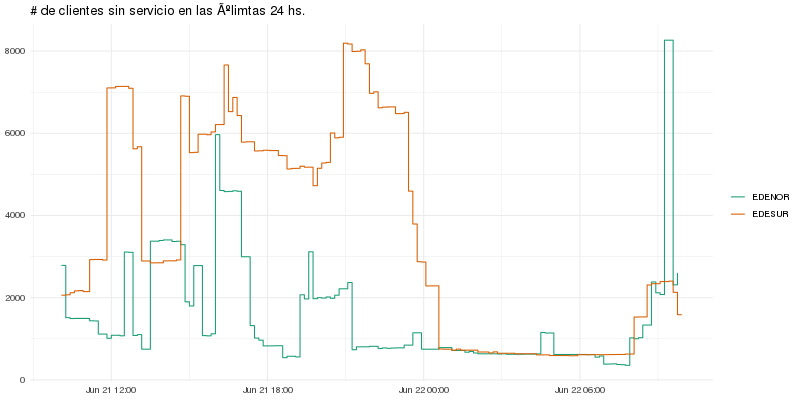 # de clientes sin servicio en las Ãºlimtas 24 hs.
8000
6000
4000
2000
0
Jun 21 12:00
Jun 21 18:00
Jun 22 00:00
Jun 22 06:00
EDENOR
EDESUR